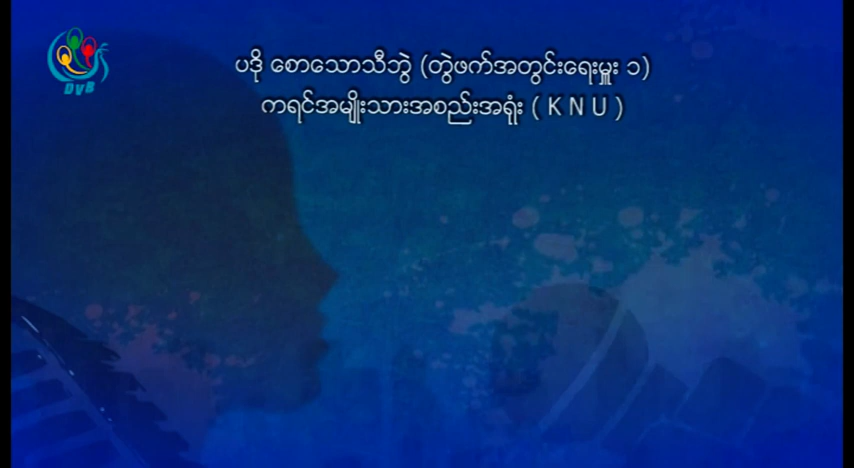 DVB
ပဒို စောသောသီဘွဲ (တွဲဖက်အတွင်းရေးမှူး ၁)
ကရင်အမျိုးသားအစည်းအရုံး ( K N U )